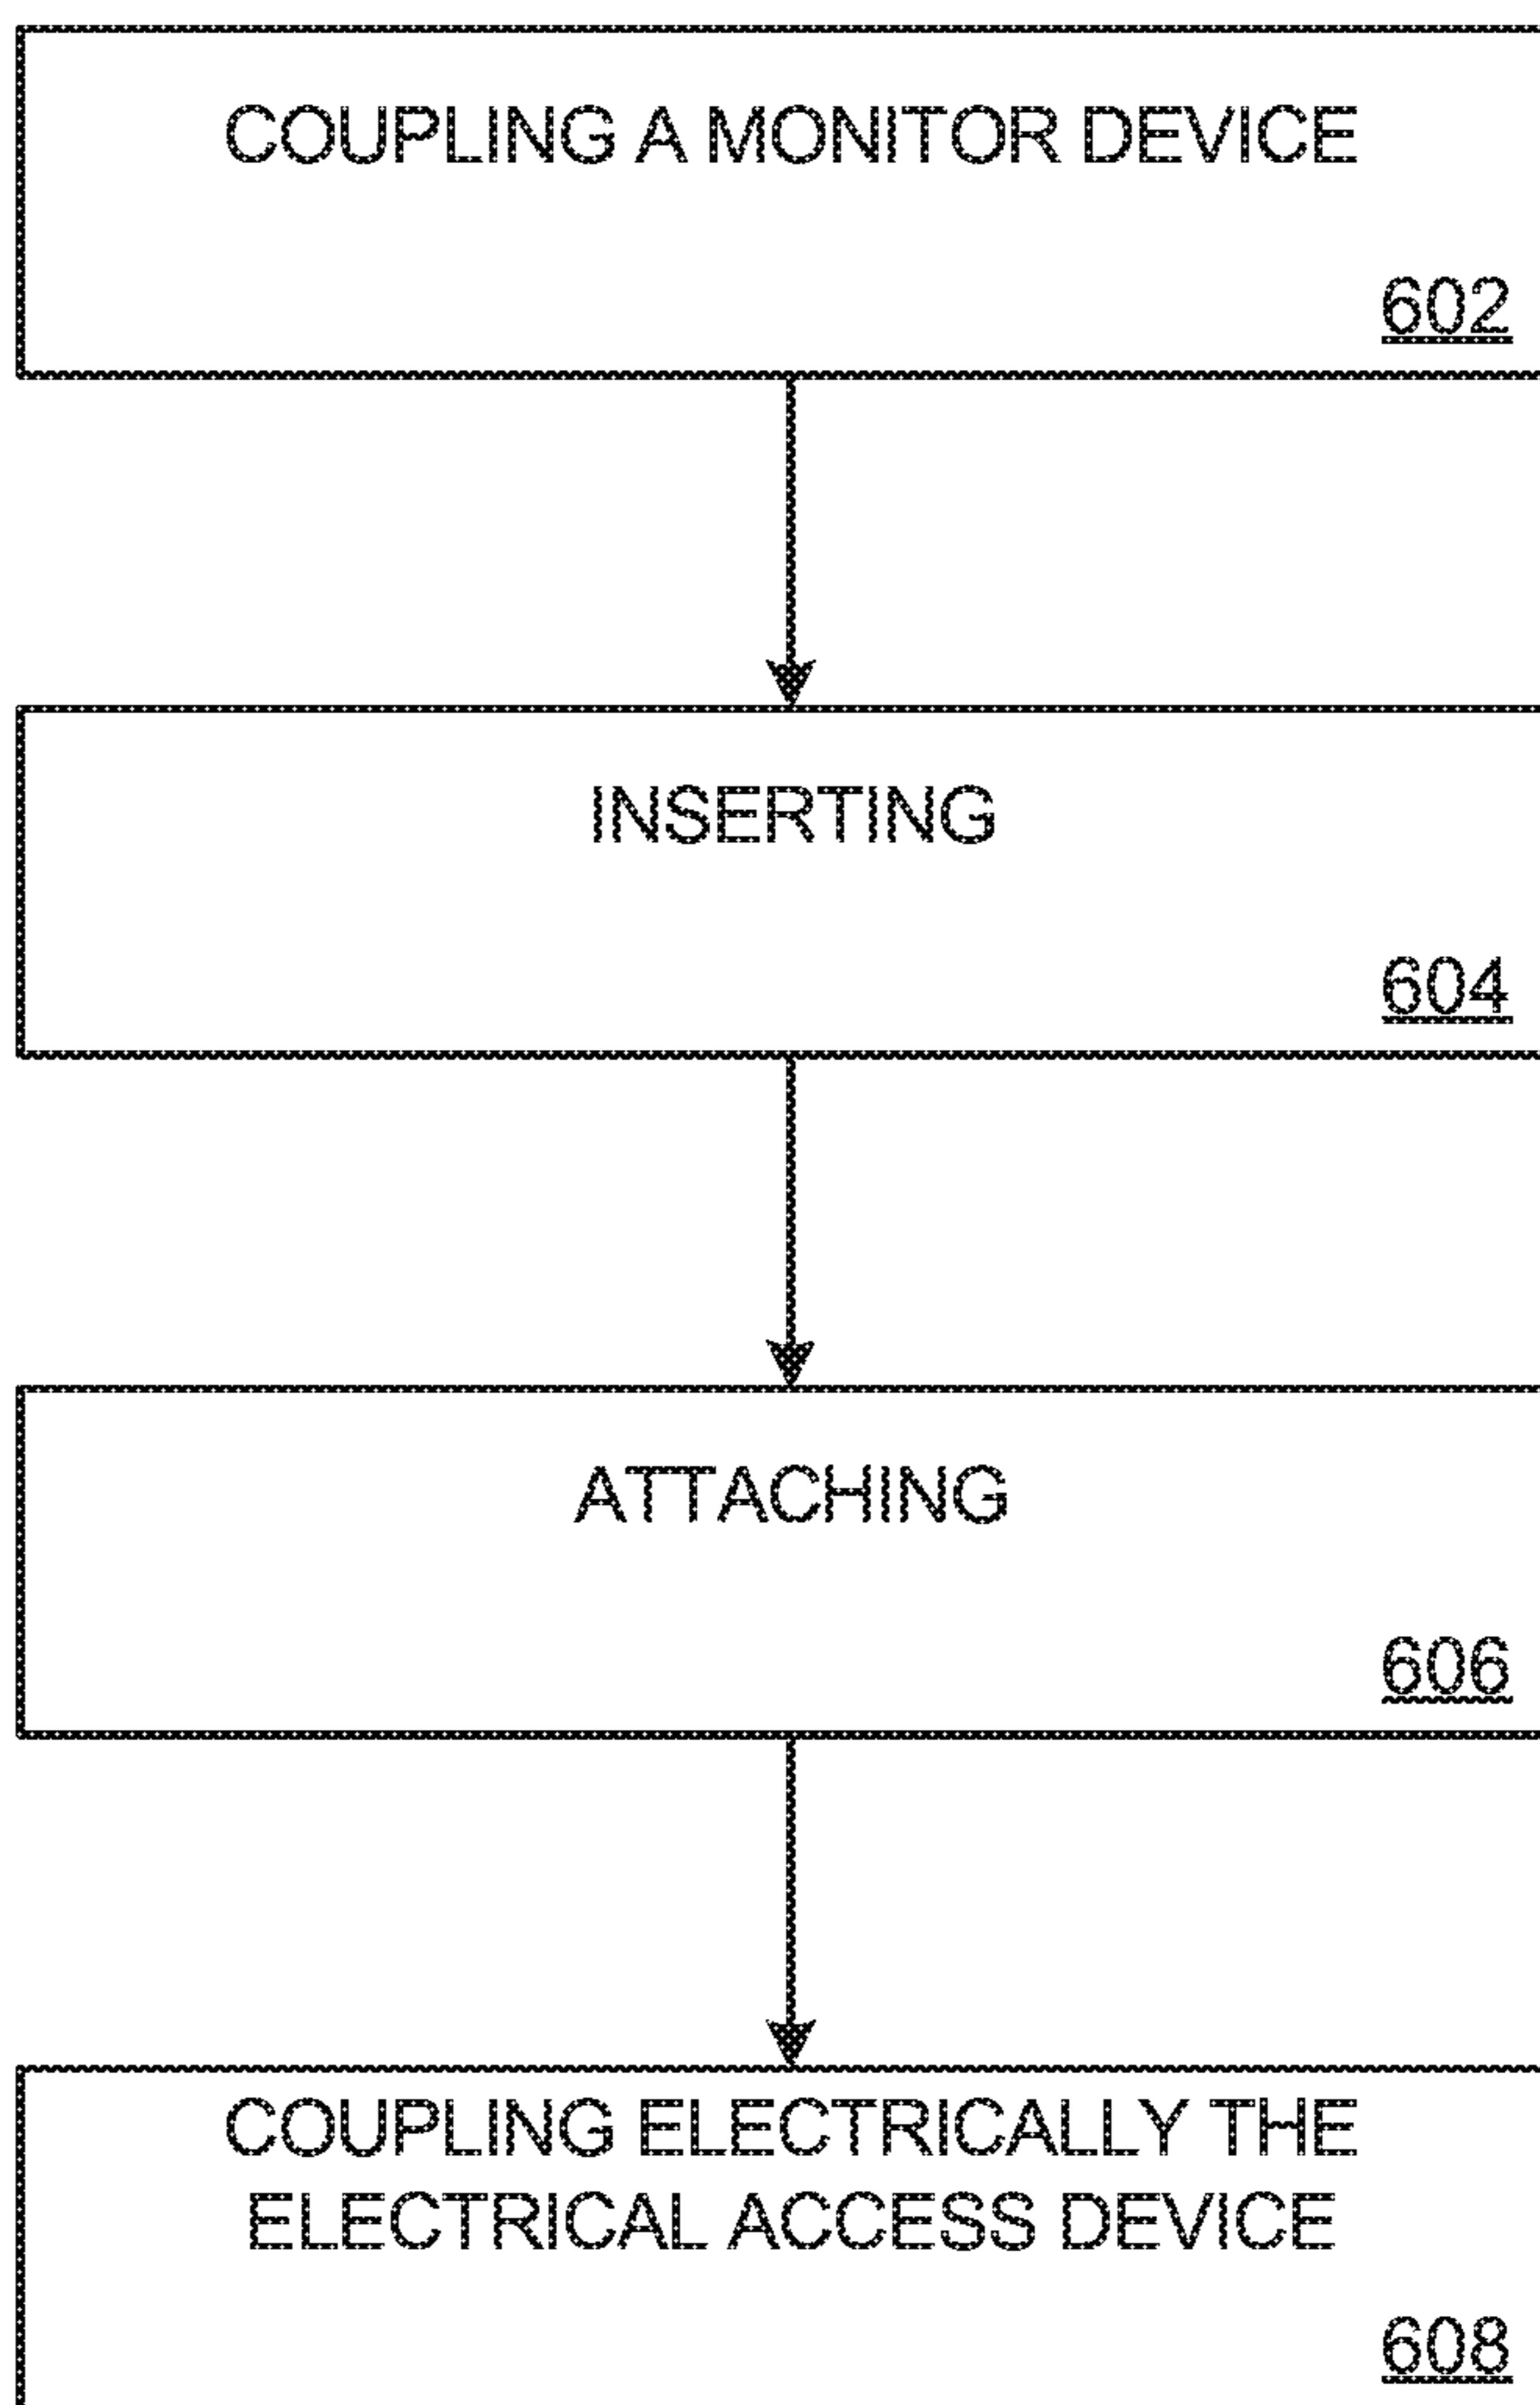 COUPLING A MONITOR DEVICE
602
INSERTING
604
ATTACHING
606
COUPLING ELECTRICALLY THE
ELECTRICAL ACCESS DEVICE
608